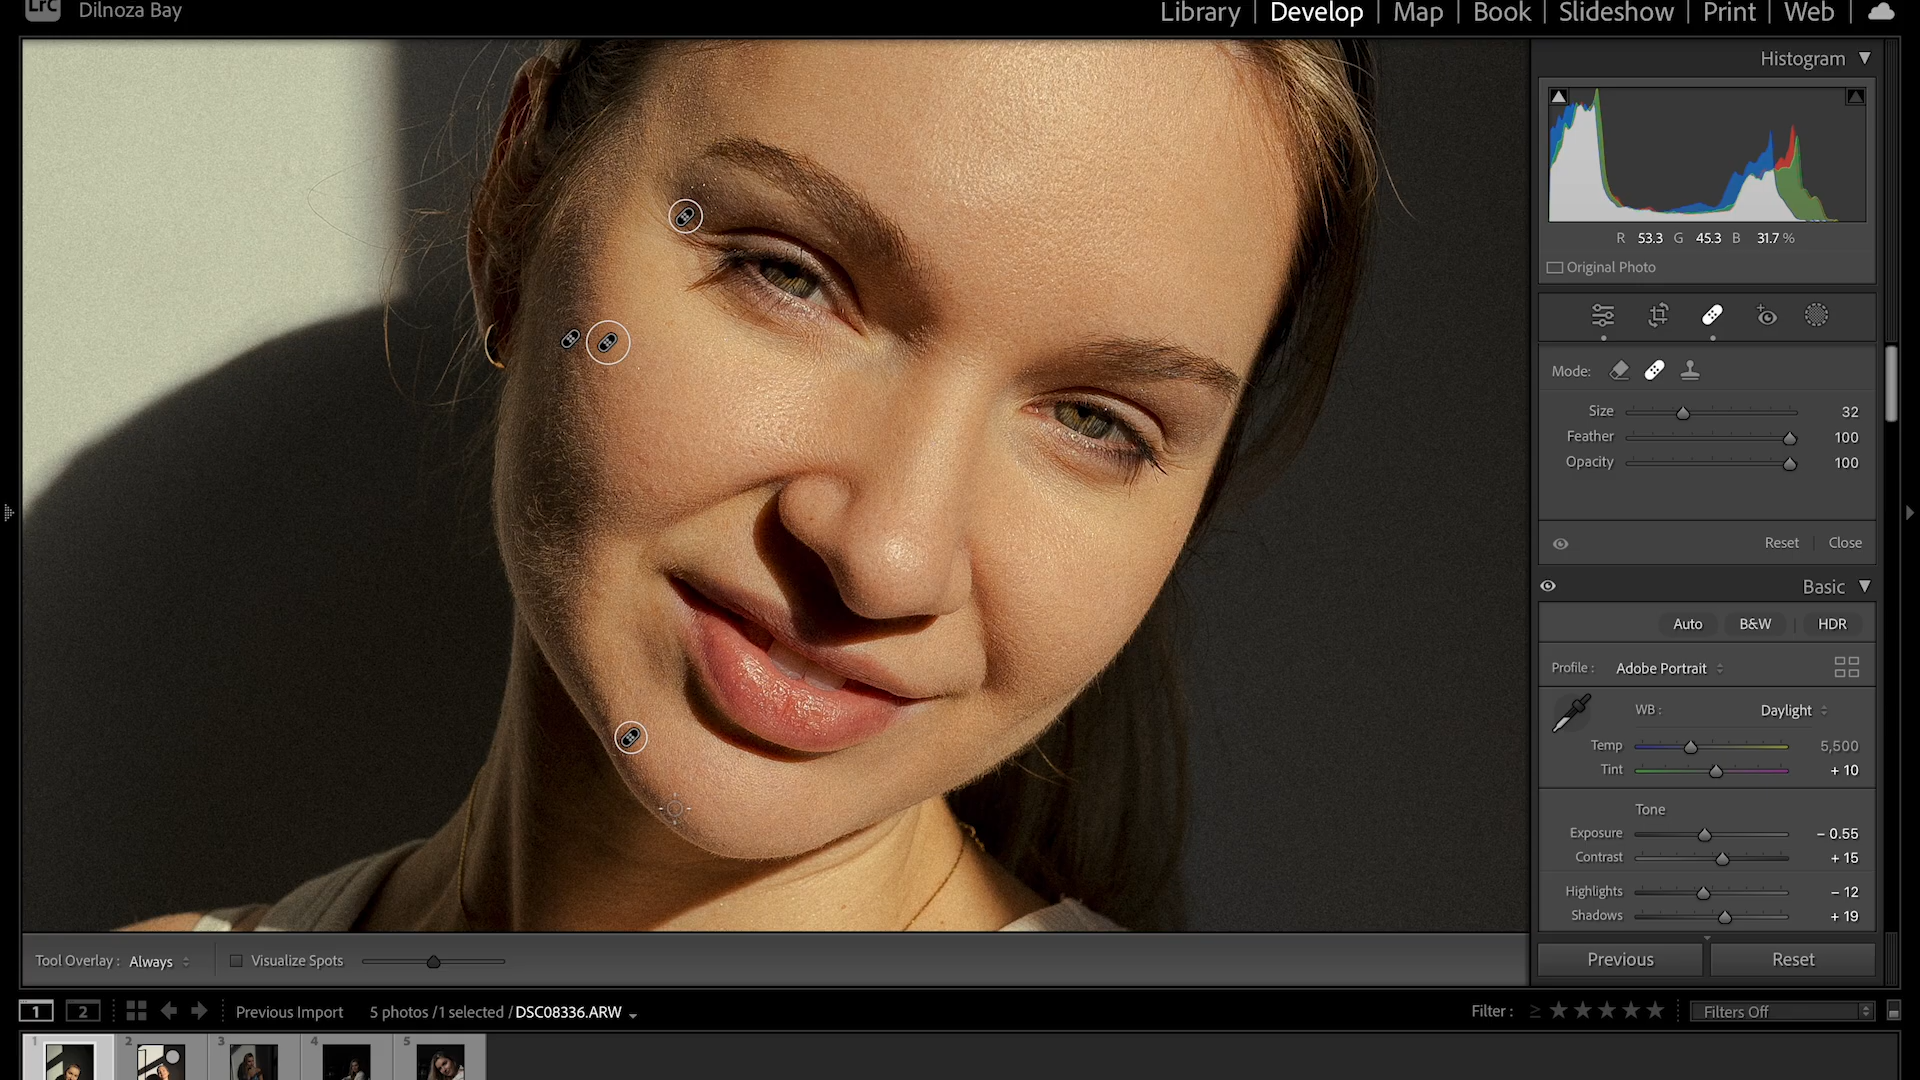 LrC Dilnoza Bay
Library | Develop | Map | Book | Slideshow | Print | Web
Histogram
R 53.3 G 45.3 B 31.7 %
Original Photo
Mode:
Size 32
Feather 100
Opacity 100
Reset Close
Basic
Auto B&W HDR
Profile : Adobe Portrait
WB : Daylight
Temp 5,500
Tint + 10
Tone
Exposure – 0.55
Contrast + 15
Highlights – 12
Shadows + 19
Previous Reset
Tool Overlay : Always Visualize Spots
1 2 Previous Import 5 photos / 1 selected / DSC08336.ARW Filter : ≥ ★★★★★ Filters Off
1 2 3 4 5